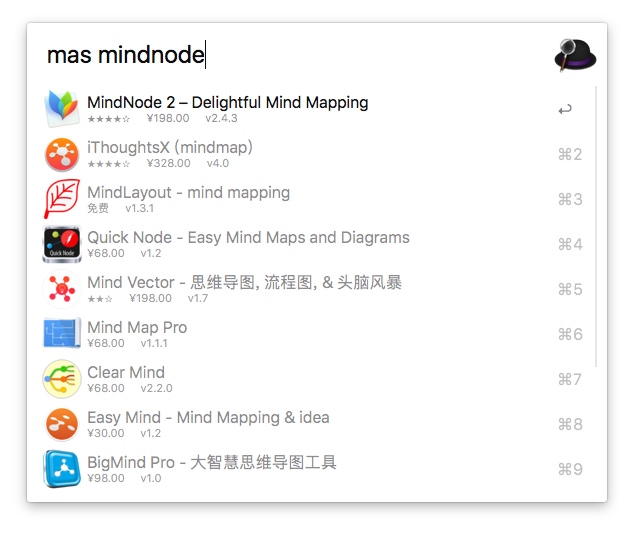 mas mindnode
MindNode 2 – Delightful Mind Mapping
★★★★☆ ¥198.00 v2.4.3
↩
iThoughtsX (mindmap)
★★★★☆ ¥328.00 v4.0
⌘2
MindLayout - mind mapping
免费 v1.3.1
⌘3
Quick Node - Easy Mind Maps and Diagrams
¥68.00 v1.2
⌘4
Quick Node
Mind Vector - 思维导图, 流程图, & 头脑风暴
★★☆ ¥198.00 v1.7
⌘5
Mind Map Pro
¥68.00 v1.1.1
⌘6
Clear Mind
¥68.00 v2.2.0
⌘7
Easy Mind - Mind Mapping & idea
¥30.00 v1.2
⌘8
BigMind Pro - 大智慧思维导图工具
¥98.00 v1.0
⌘9